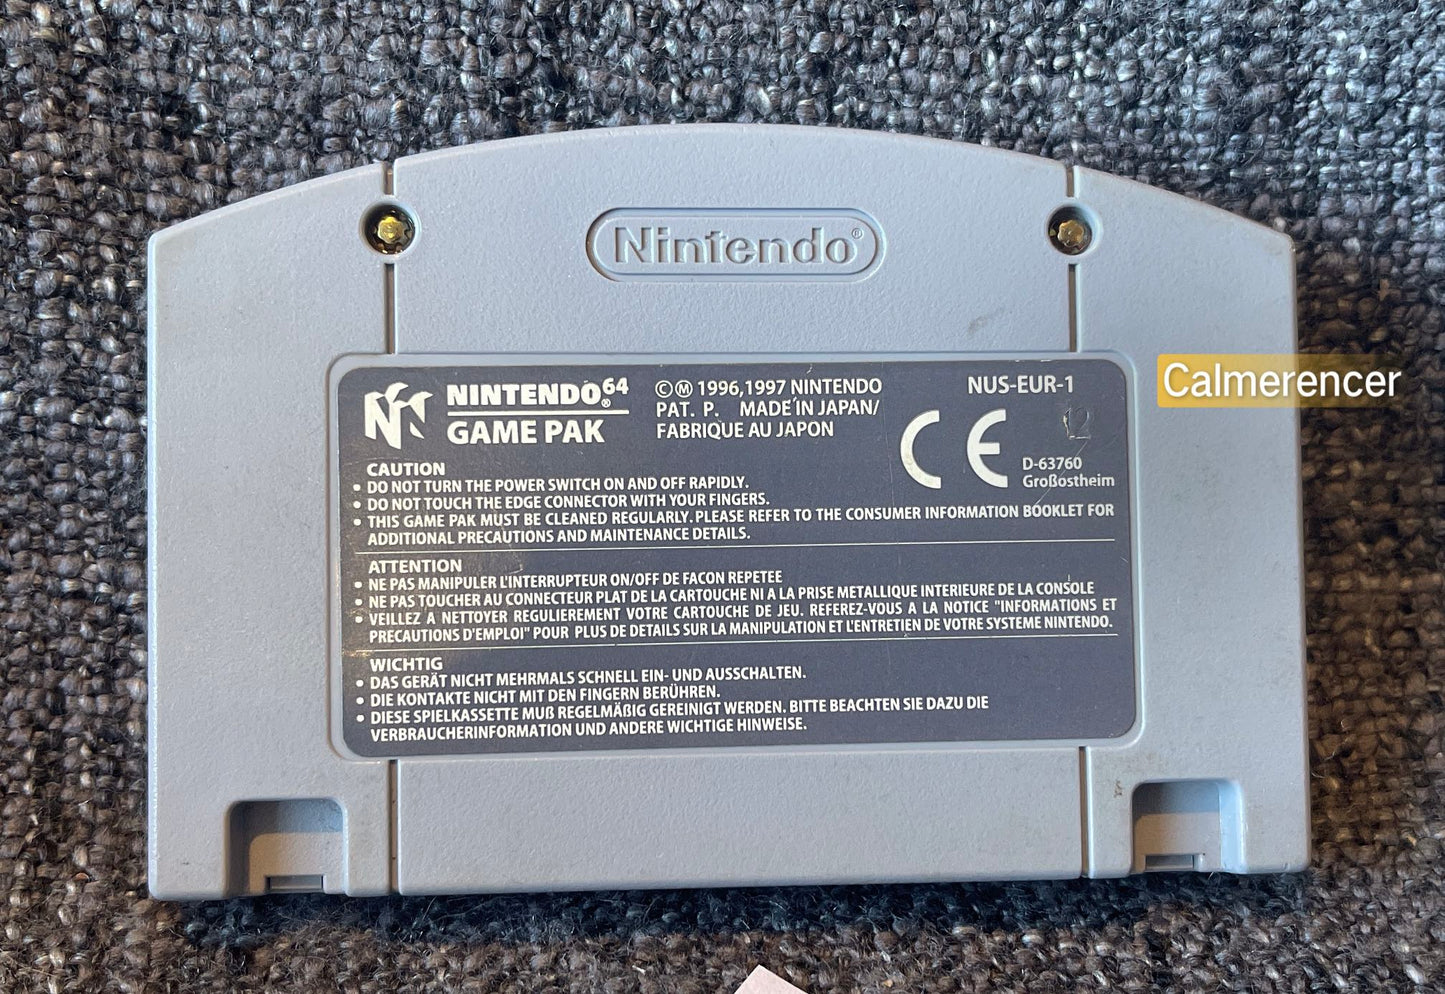 Nintendo®
NINTENDO64®
GAME PAK
©Ⓜ 1996,1997 NINTENDO
PAT. P. MADE IN JAPAN/
FABRIQUE AU JAPON
NUS-EUR-1
CE
12
D-63760
Großostheim
Calmerencer
CAUTION
• DO NOT TURN THE POWER SWITCH ON AND OFF RAPIDLY.
• DO NOT TOUCH THE EDGE CONNECTOR WITH YOUR FINGERS.
• THIS GAME PAK MUST BE CLEANED REGULARLY. PLEASE REFER TO THE CONSUMER INFORMATION BOOKLET FOR
ADDITIONAL PRECAUTIONS AND MAINTENANCE DETAILS.
ATTENTION
• NE PAS MANIPULER L'INTERRUPTEUR ON/OFF DE FACON REPETEE
• NE PAS TOUCHER AU CONNECTEUR PLAT DE LA CARTOUCHE NI A LA PRISE METALLIQUE INTERIEURE DE LA CONSOLE
• VEILLEZ A NETTOYER REGULIEREMENT VOTRE CARTOUCHE DE JEU. REFEREZ-VOUS A LA NOTICE "INFORMATIONS ET
PRECAUTIONS D'EMPLOI" POUR PLUS DE DETAILS SUR LA MANIPULATION ET L'ENTRETIEN DE VOTRE SYSTEME NINTENDO.
WICHTIG
• DAS GERÄT NICHT MEHRMALS SCHNELL EIN- UND AUSSCHALTEN.
• DIE KONTAKTE NICHT MIT DEN FINGERN BERÜHREN.
• DIESE SPIELKASSETTE MUß REGELMÄßIG GEREINIGT WERDEN. BITTE BEACHTEN SIE DAZU DIE
VERBRAUCHERINFORMATION UND ANDERE WICHTIGE HINWEISE.